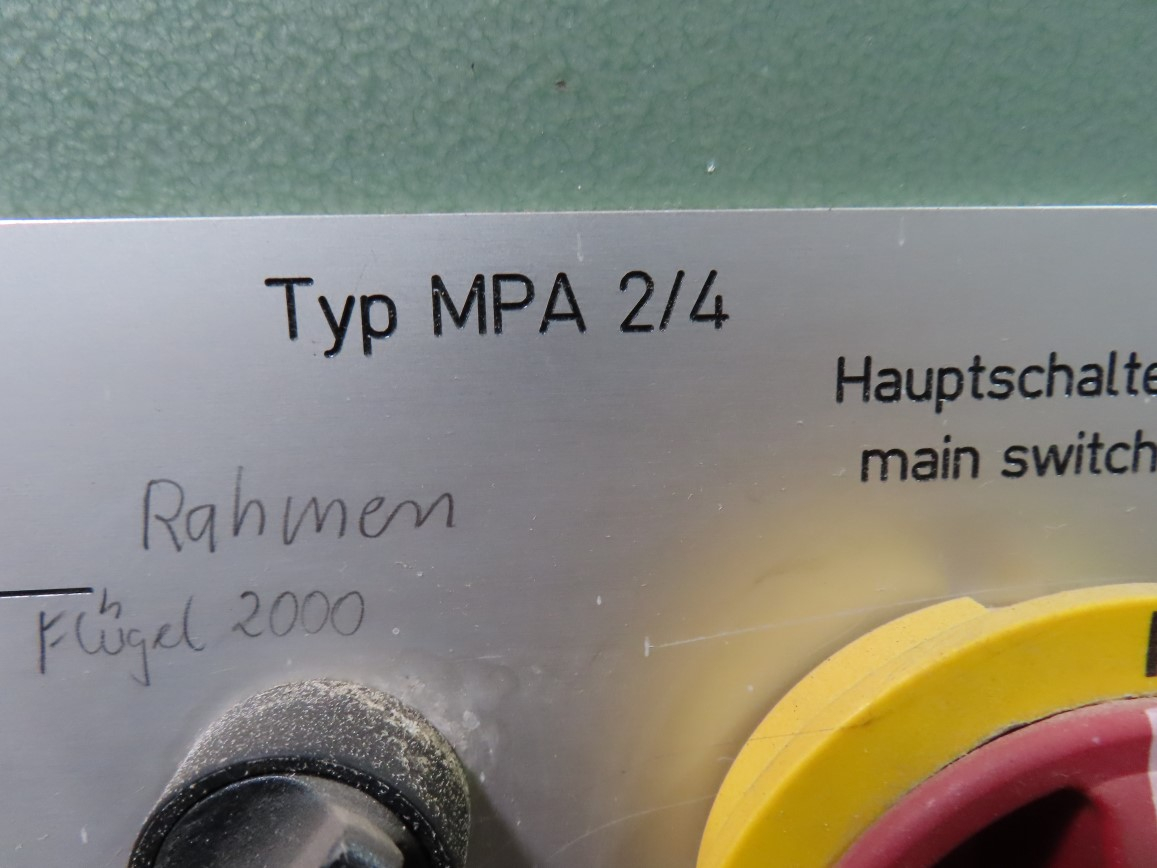 Typ MPA 2/4
Hauptschalte
main switch
Rahmen
Flügel 2000